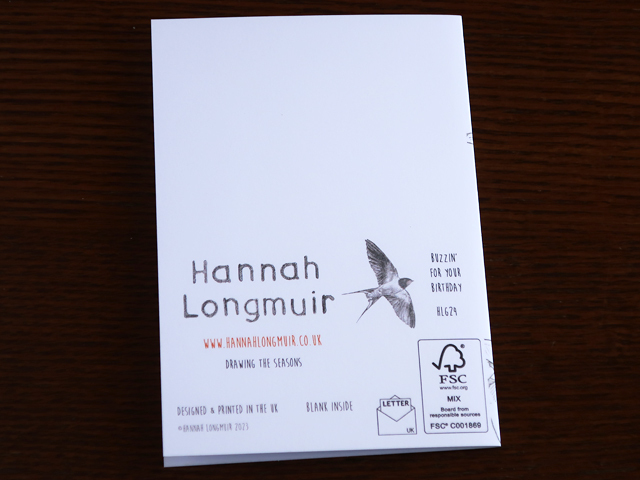 Hannah
Longmuir
WWW.HANNAHLONGMUIR.CO.UK
DRAWING THE SEASONS
BUZZIN'
FOR YOUR
BIRTHDAY
HLG24
DESIGNED & PRINTED IN THE UK
BLANK INSIDE
©HANNAH LONGMUIR 2023
LETTER
UK
FSC
www.fsc.org
MIX
Board from
responsible sources
FSC® C001869